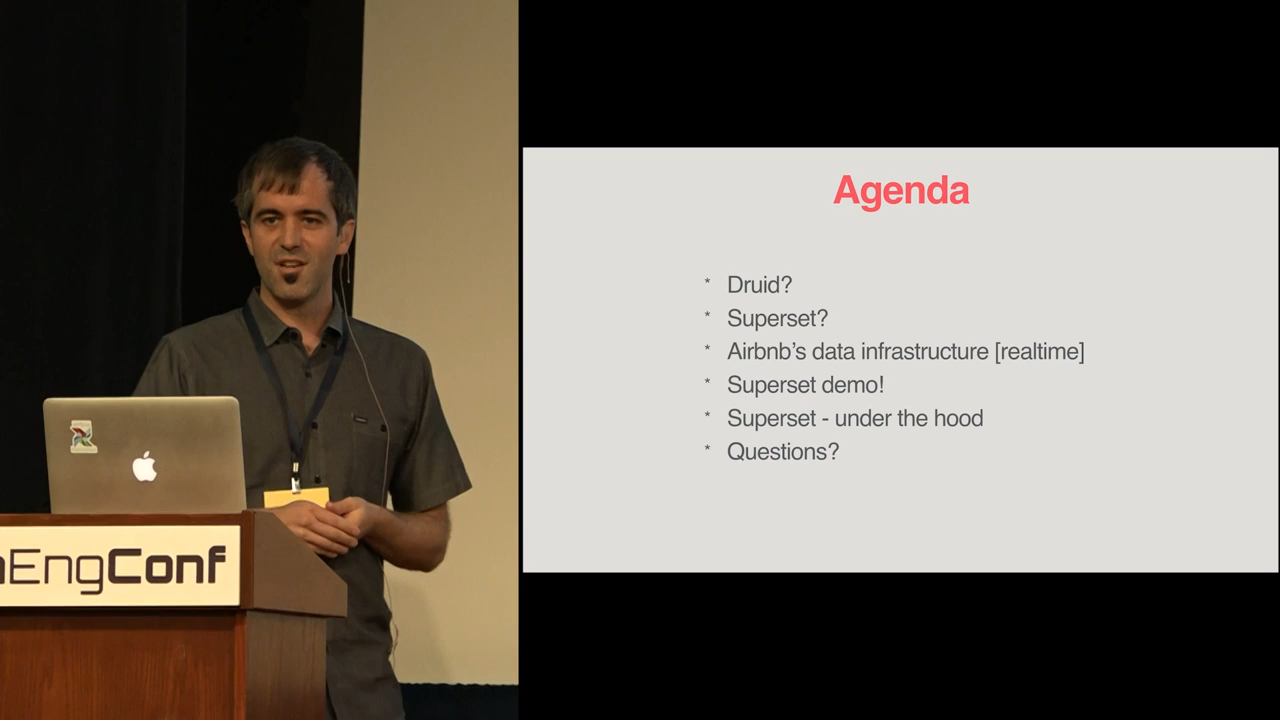 aEngConf
Agenda
* Druid?
* Superset?
* Airbnb’s data infrastructure [realtime]
* Superset demo!
* Superset - under the hood
* Questions?